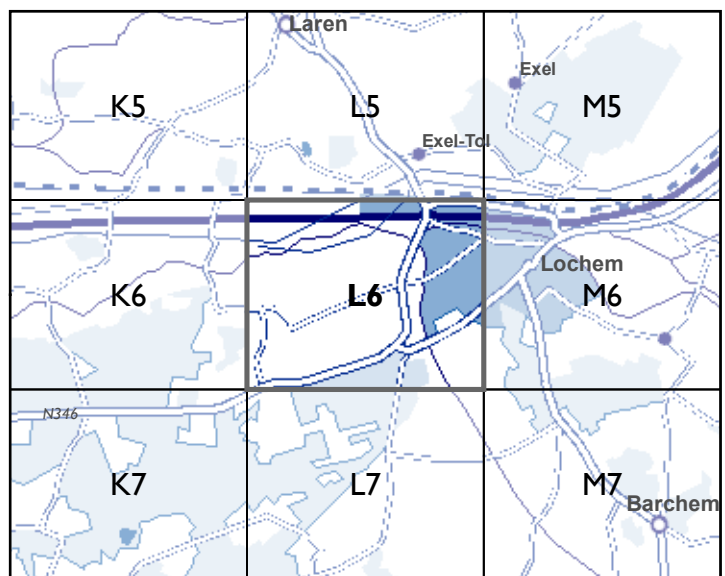 Laren
Exel
K5
L5
M5
Exel-Tol
Lochem
K6
L6
M6
N346
K7
L7
M7
Barchem